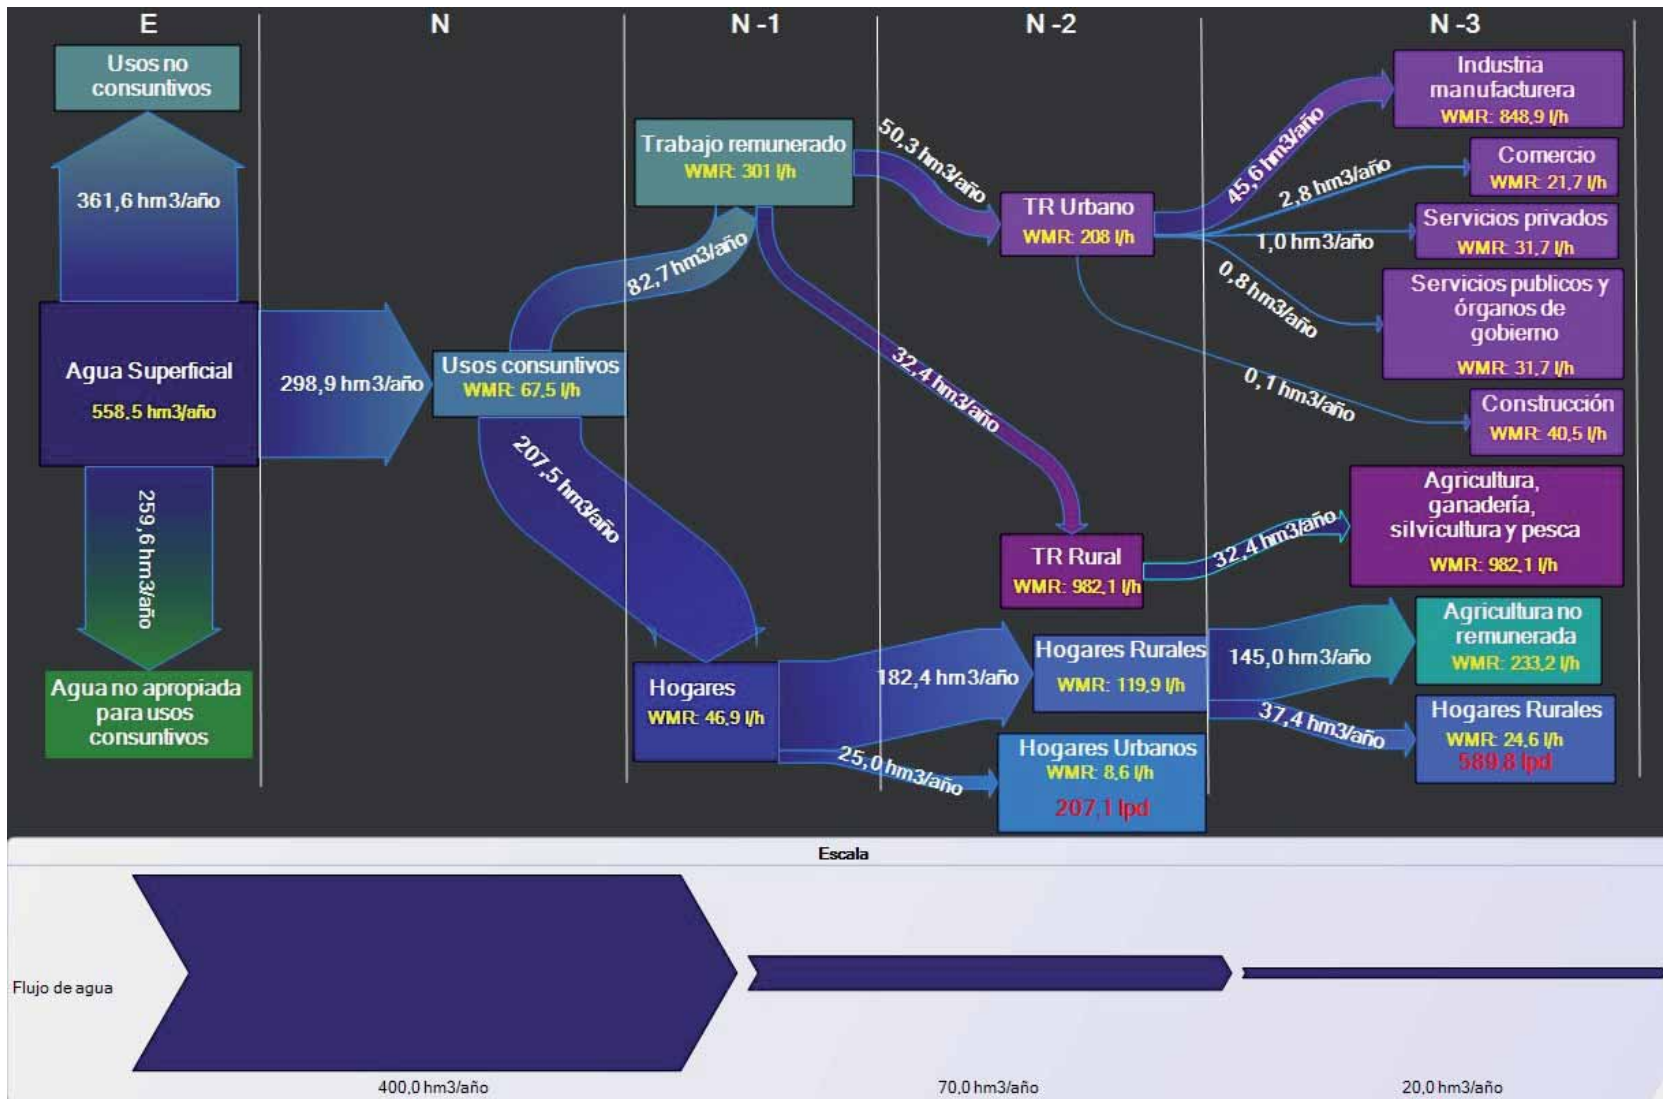 E
N
N -1
N -2
N -3
Usos no
consuntivos
361,6 hm3/año
Agua Superficial
558,5 hm3/año
259,6 hm3/año
Agua no apropiada
para usos
consuntivos
298,9 hm3/año
Usos consuntivos
WMR: 67,5 l/h
82,7 hm3/año
207,5 hm3/año
Trabajo remunerado
WMR: 301 l/h
Hogares
WMR: 46,9 l/h
50,3 hm3/año
32,4 hm3/año
182,4 hm3/año
25,0 hm3/año
TR Urbano
WMR: 208 l/h
TR Rural
WMR: 982,1 l/h
Hogares Rurales
WMR: 119,9 l/h
Hogares Urbanos
WMR: 8,6 l/h
207,1 lpd
45,6 hm3/año
2,8 hm3/año
1,0 hm3/año
0,8 hm3/año
0,1 hm3/año
32,4 hm3/año
145,0 hm3/año
37,4 hm3/año
Industria
manufacturera
WMR: 848,9 l/h
Comercio
WMR: 21,7 l/h
Servicios privados
WMR: 31,7 l/h
Servicios publicos y
órganos de
gobierno
WMR: 31,7 l/h
Construcción
WMR: 40,5 l/h
Agricultura,
ganadería,
silvicultura y pesca
WMR: 982,1 l/h
Agricultura no
remunerada
WMR: 233,2 l/h
Hogares Rurales
WMR: 24,6 l/h
589,8 lpd
Escala
Flujo de agua
400,0 hm3/año
70,0 hm3/año
20,0 hm3/año